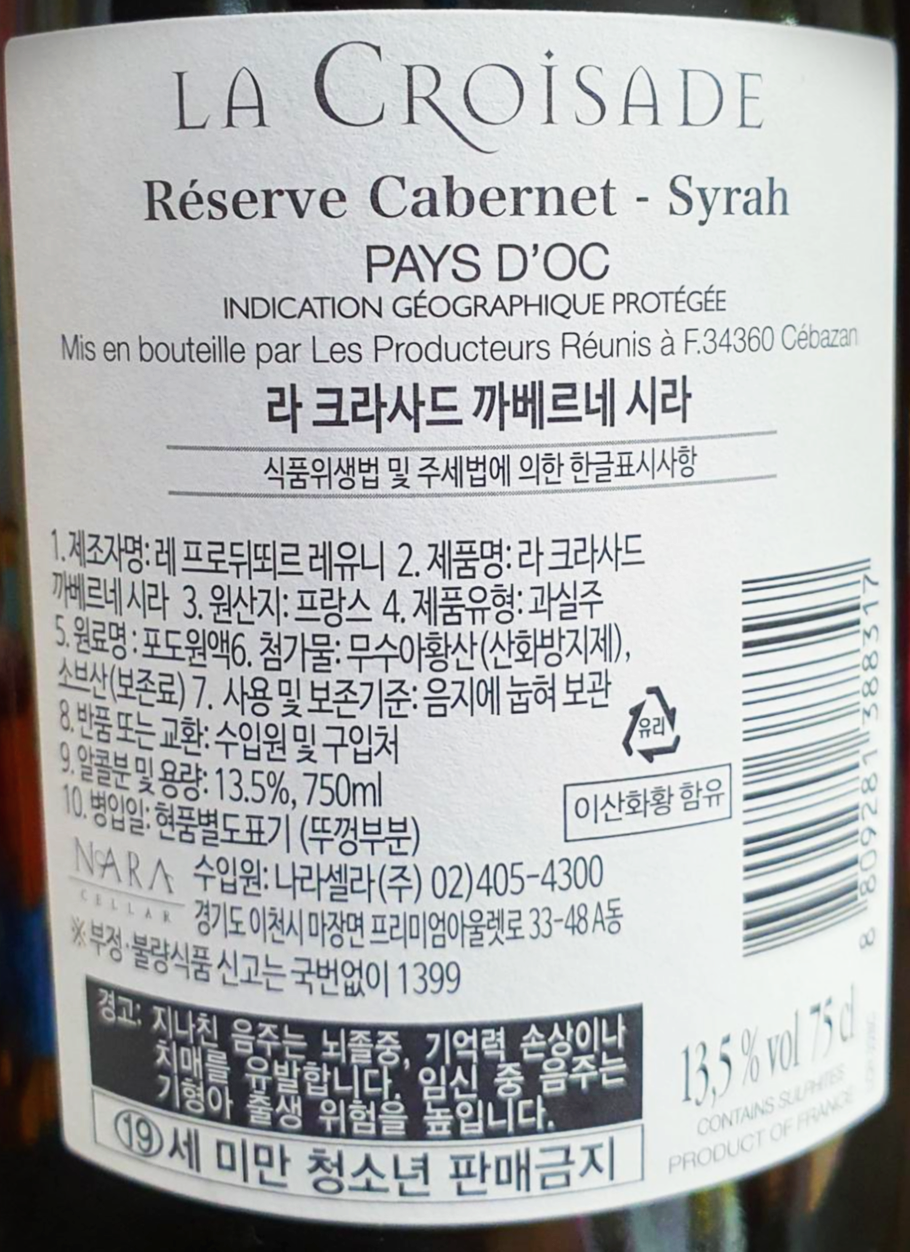 LA CROİSADE
Réserve Cabernet - Syrah
PAYS D'OC
INDICATION GÉOGRAPHIQUE PROTÉGÉE
Mis en bouteille par Les Producteurs Réunis à F.34360 Cébazan
라 크라사드 까베르네 시라
식품위생법 및 주세법에 의한 한글표시사항
1. 제조자명: 레 프로뒤뙤르 레유니 2. 제품명: 라 크라사드
까베르네 시라 3. 원산지: 프랑스 4. 제품유형: 과실주
5. 원료명: 포도원액6. 첨가물: 무수아황산(산화방지제),
소브산(보존료) 7. 사용 및 보존기준: 음지에 눕혀 보관
8. 반품 또는 교환: 수입원 및 구입처
유리
9. 알콜분 및 용량: 13.5%, 750ml
이산화황 함유
10. 병입일: 현품별도표기 (뚜껑부분)
NARA
CELLAR
수입원: 나라셀라(주) 02)405-4300
경기도 이천시 마장면 프리미엄아울렛로 33-48 A동
※부정·불량식품 신고는 국번없이 1399
8 809281 388317
경고: 지나친 음주는 뇌졸중, 기억력 손상이나
치매를 유발합니다. 임신 중 음주는
기형아 출생 위험을 높입니다.
19세 미만 청소년 판매금지
13,5 % vol 75 cl
CONTAINS SULPHITES
PRODUCT OF FRANCE